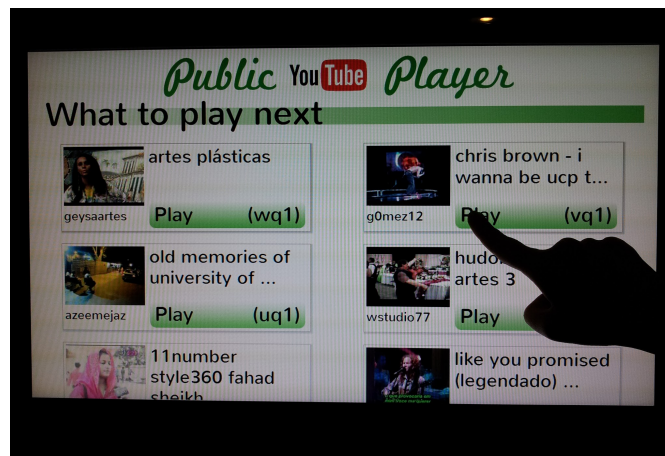 Public YouTube Player
What to play next
artes plásticas
geysaartes
Play (wq1)
chris brown - i
wanna be ucp t...
g0mez12
Play (vq1)
old memories of
university of ...
azeemejaz
Play (uq1)
artes 3
wstudio77
Play
11number
style360 fahad
sheikh
like you promised
(legendado) ...